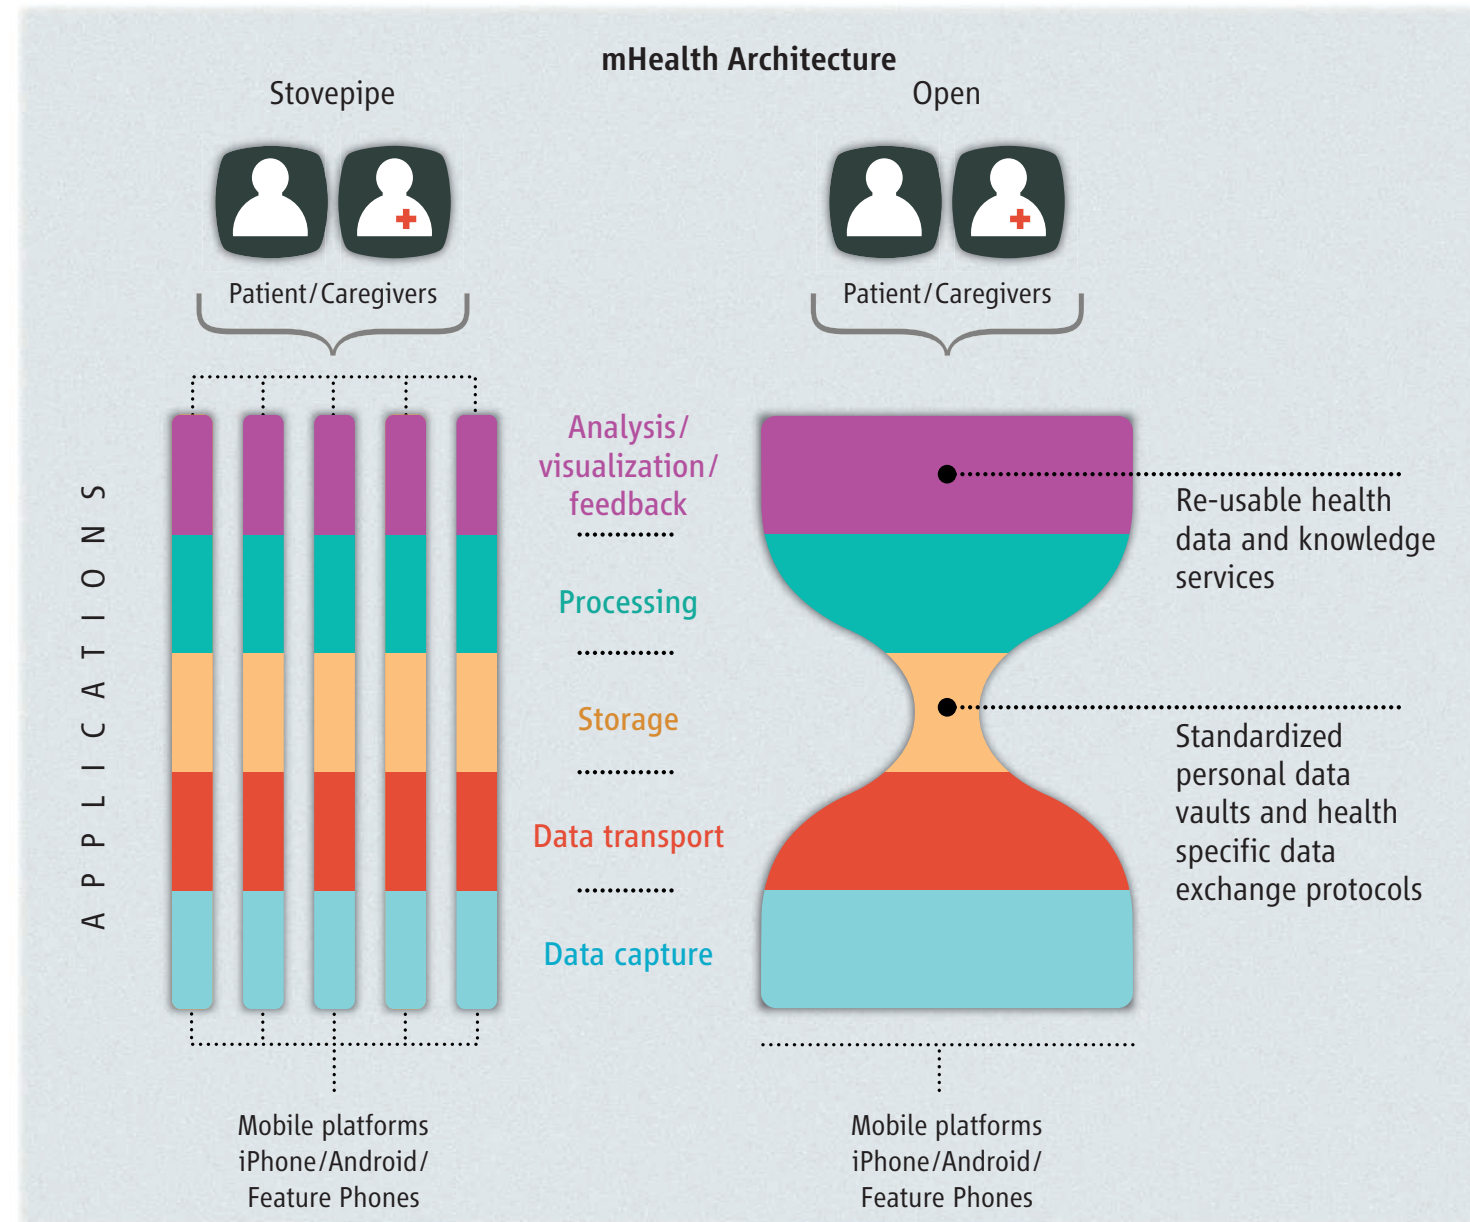 mHealth Architecture
Stovepipe
Open
Patient/Caregivers
Patient/Caregivers
APPLICATIONS
Analysis/
visualization/
feedback
Processing
Storage
Data transport
Data capture
Re-usable health
data and knowledge
services
Standardized
personal data
vaults and health
specific data
exchange protocols
Mobile platforms
iPhone/Android/
Feature Phones
Mobile platforms
iPhone/Android/
Feature Phones